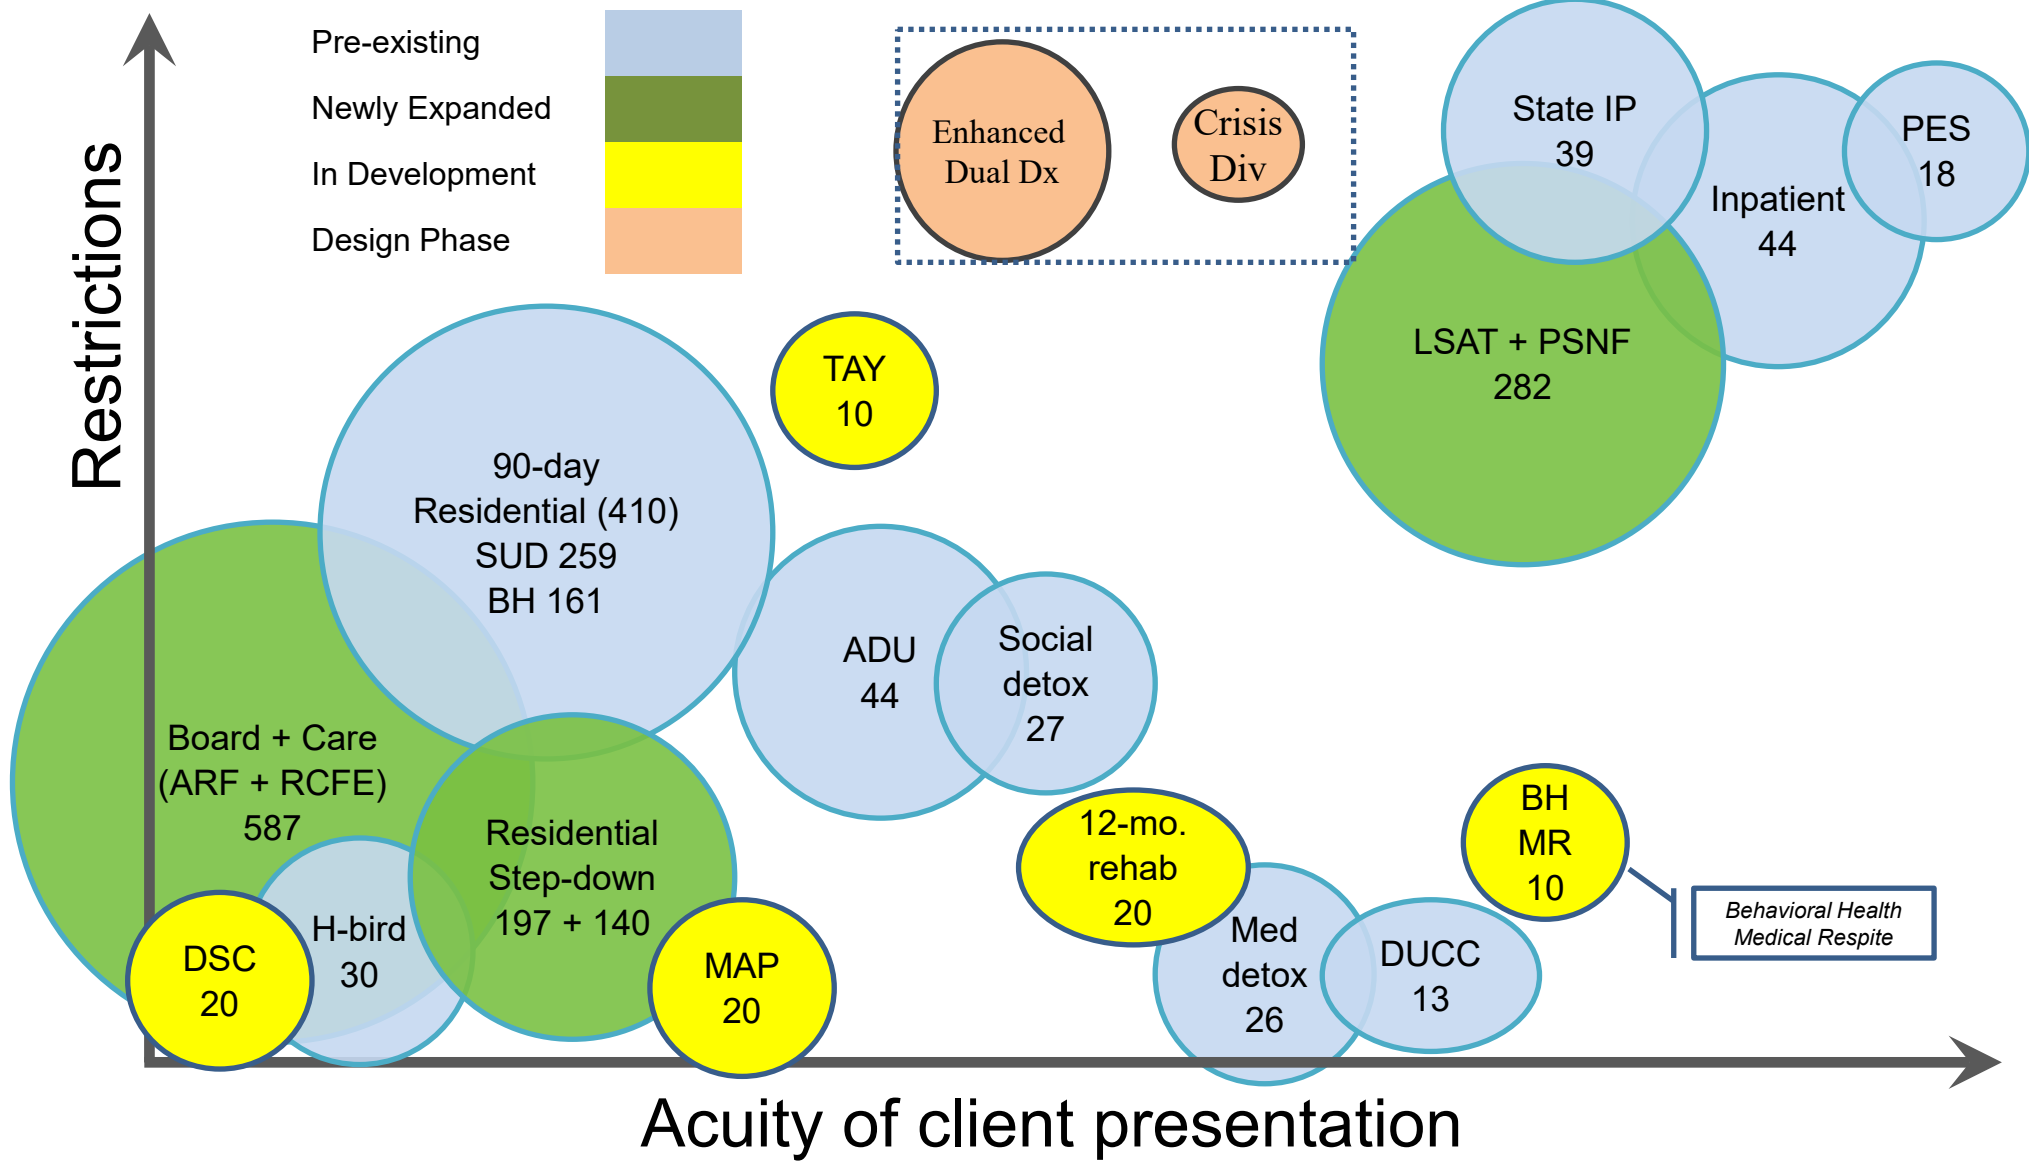 Restrictions
Pre-existing
Newly Expanded
In Development
Design Phase
Enhanced
Dual Dx
Crisis
Div
State IP
39
Inpatient
44
PES
18
LSAT + PSNF
282
TAY
10
90-day
Residential (410)
SUD 259
BH 161
ADU
44
Social
detox
27
Board + Care
(ARF + RCFE)
587
Residential
Step-down
197 + 140
H-bird
30
DSC
20
MAP
20
12-mo.
rehab
20
Med
detox
26
DUCC
13
BH
MR
10
Behavioral Health
Medical Respite
Acuity of client presentation